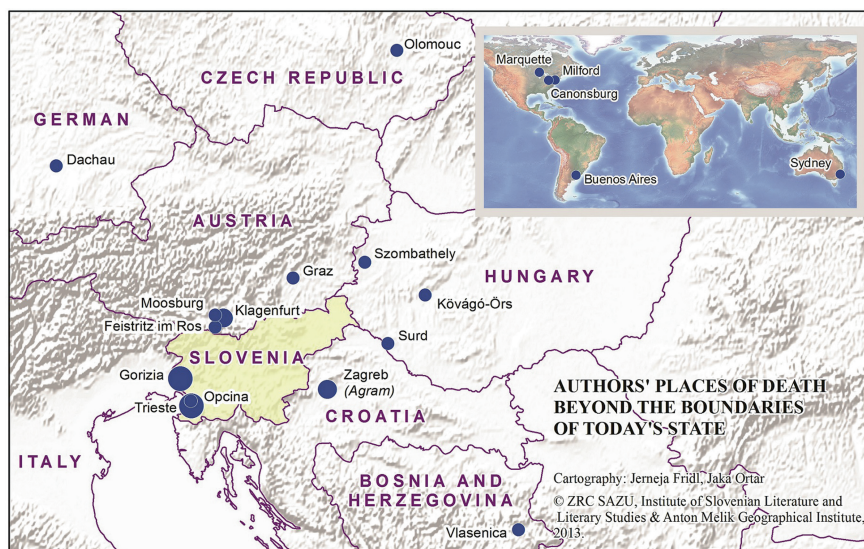 Olomouc
CZECH REPUBLIC
GERMAN
Dachau
AUSTRIA
Szombathely
Graz
HUNGARY
Moosburg
Klagenfurt
Kövágó-Örs
Feistritz im Ros
Surd
SLOVENIA
Gorizia
Zagreb
(Agram)
Opcina
Trieste
CROATIA
ITALY
BOSNIA AND
HERZEGOVINA
Vlasenica
Marquette
Milford
Canonsburg
Sydney
Buenos Aires
AUTHORS' PLACES OF DEATH
BEYOND THE BOUNDARIES
OF TODAY'S STATE
Cartography: Jerneja Fridl, Jaka Ortar
© ZRC SAZU, Institute of Slovenian Literature and
Literary Studies & Anton Melik Geographical Institute,
2013.